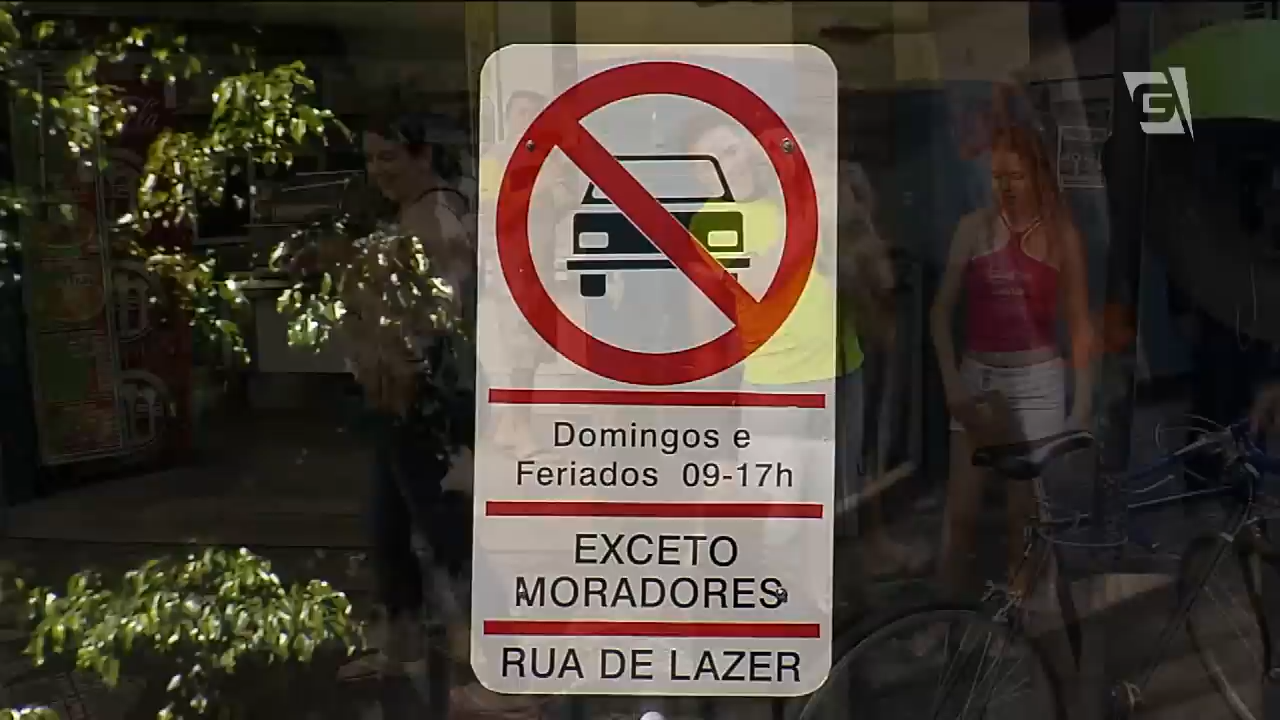 Domingos e
Feriados 09-17h
EXCETO
MORADORES
RUA DE LAZER